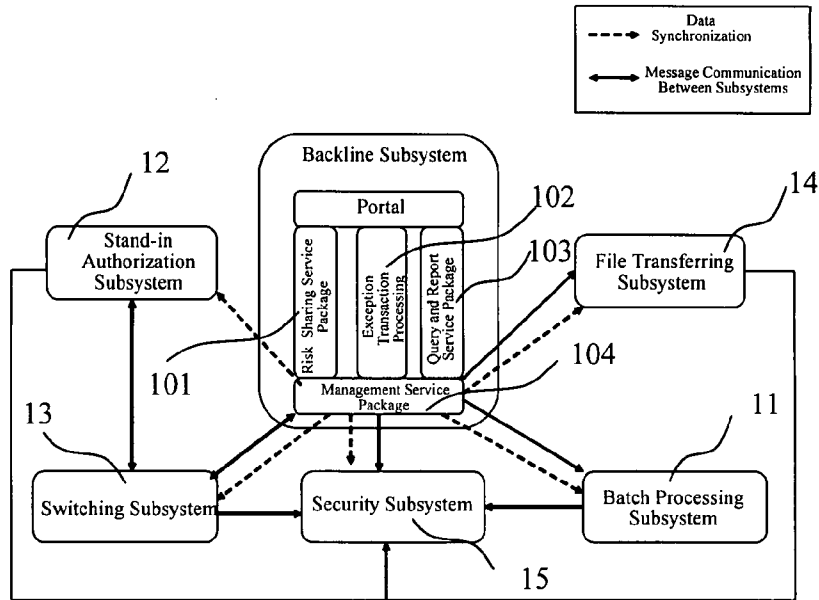 Data
Synchronization
Message Communication
Between Subsystems
Backline Subsystem
12
102
14
Portal
Stand-in
Authorization
Subsystem
103
File Transferring
Subsystem
Risk Sharing Service
Package
Exception
Transaction
Processing
Query and Report
Service Package
101
104
Management Service
Package
13
11
Switching Subsystem
Security Subsystem
Batch Processing
Subsystem
15